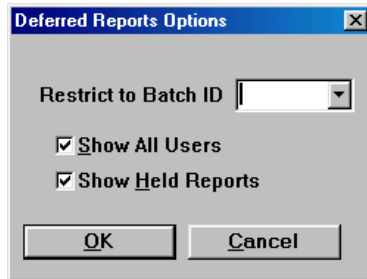 Deferred Reports Options
Restrict to Batch ID
Show All Users
Show Held Reports
OK Cancel